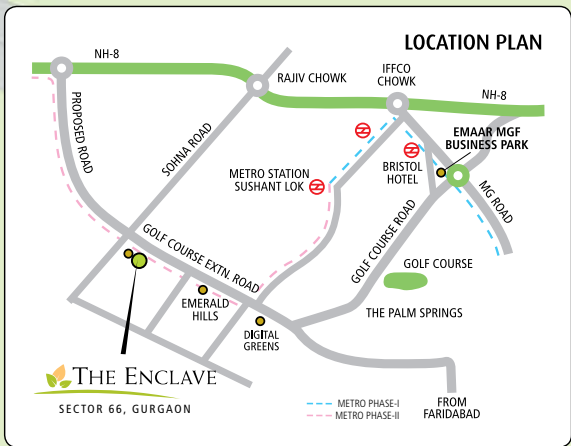 LOCATION PLAN
NH-8
RAJIV CHOWK
IFFCO
CHOWK
NH-8
EMAAR MGF
BUSINESS PARK
PROPOSED ROAD
SOHNA ROAD
METRO STATION
SUSHANT LOK
BRISTOL
HOTEL
MG ROAD
GOLF COURSE ROAD
GOLF COURSE EXTN. ROAD
GOLF COURSE
THE PALM SPRINGS
EMERALD
HILLS
DIGITAL
GREENS
THE ENCLAVE
SECTOR 66, GURGAON
METRO PHASE-I
METRO PHASE-II
FROM
FARIDABAD